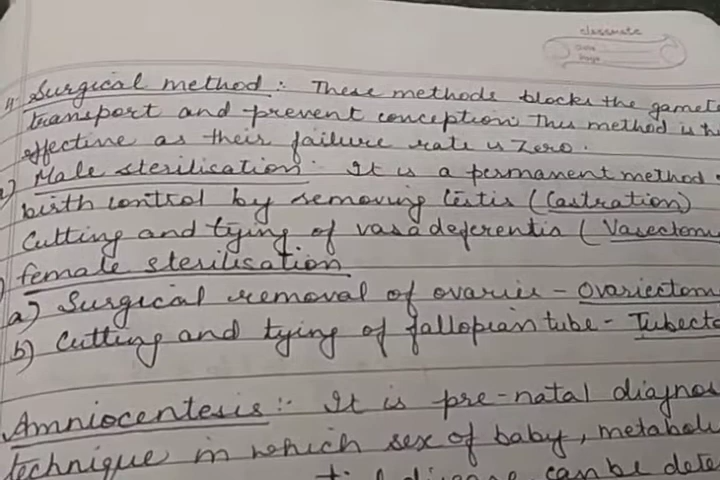 classmate
Date
Page
Surgical method : These methods blocks the
transport and prevent conception. This method is
effective as their failure rate is zero.
Male sterilisation : It is a permanent method
birth control by removing testis (Castration)
Cutting and tying of vasa deferentia (Vasectom
female sterilisation
a) Surgical removal of ovaries - Ovariectom
b) Cutting and tying of fallopian tube - Tubecto
Amniocentesis :- It is pre-natal diagnos
technique in which sex of baby, metabol
can be dete